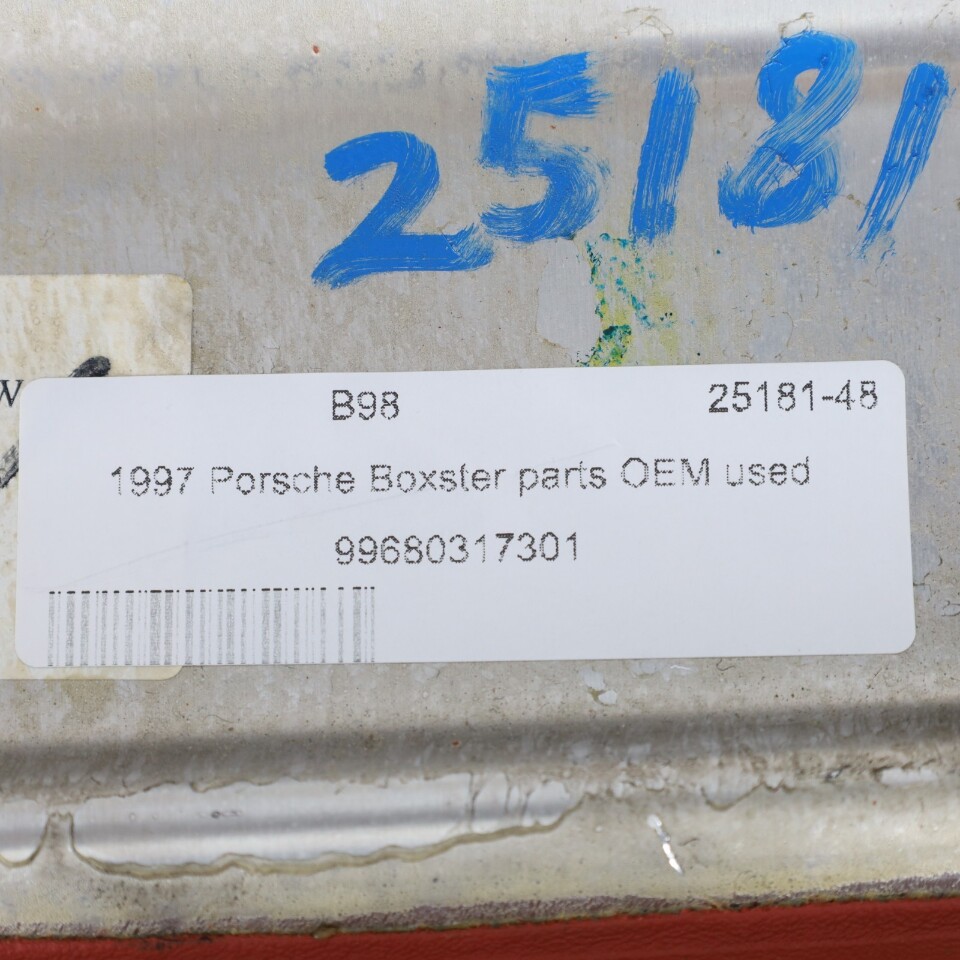 25181
W
B98 25181-48
1997 Porsche Boxster parts OEM used
99680317301